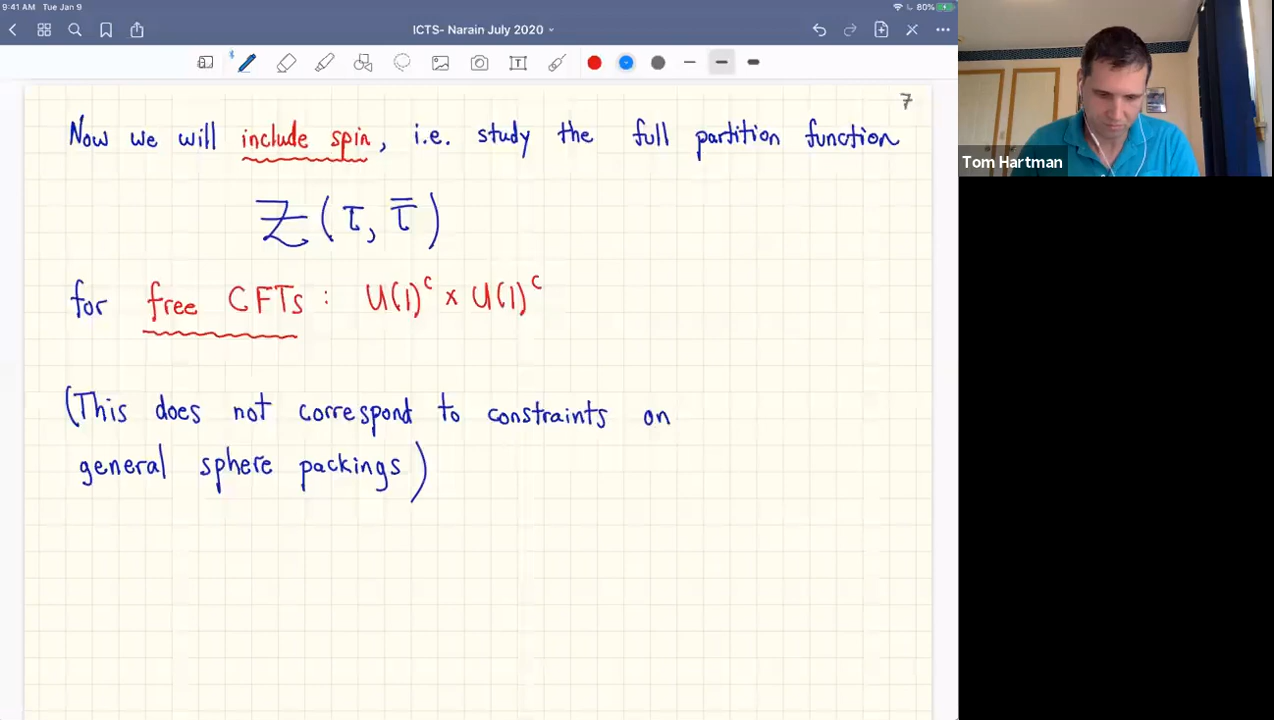 9:41 AM Tue Jan 9
80%
ICTS- Narain July 2020
T
7
Now we will include spin, i.e. study the full partition function
Z(τ, τ̄)
for free CFTs : U(1)^c × U(1)^c
(This does not correspond to constraints on
general sphere packings)
Tom Hartman